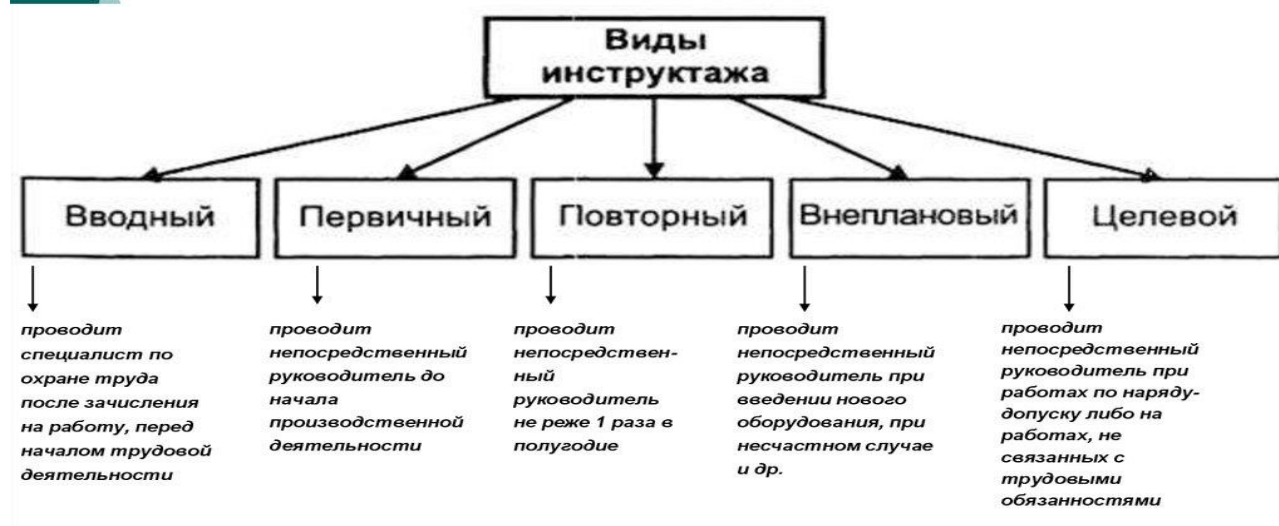 Виды
инструктажа
Вводный
Первичный
Повторный
Внеплановый
Целевой
проводит
специалист по
охране труда
после зачисления
на работу, перед
началом трудовой
деятельности
проводит
непосредственный
руководитель до
начала
производственной
деятельности
проводит
непосредствен-
ный
руководитель
не реже 1 раза в
полугодие
проводит
непосредственный
руководитель при
введении нового
оборудования, при
несчастном случае
и др.
проводит
непосредственный
руководитель при
работах по наряду-
допуску либо на
работах, не
связанных с
трудовыми
обязанностями